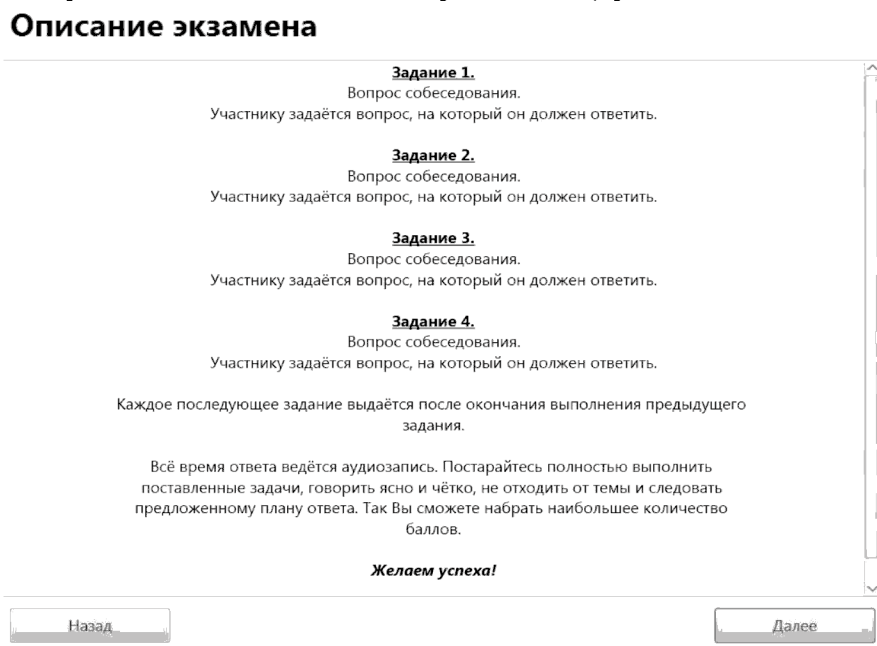 Описание экзамена
Задание 1.
Вопрос собеседования.
Участнику задаётся вопрос, на который он должен ответить.
Задание 2.
Вопрос собеседования.
Участнику задаётся вопрос, на который он должен ответить.
Задание 3.
Вопрос собеседования.
Участнику задаётся вопрос, на который он должен ответить.
Задание 4.
Вопрос собеседования.
Участнику задаётся вопрос, на который он должен ответить.
Каждое последующее задание выдаётся после окончания выполнения предыдущего
задания.
Всё время ответа ведётся аудиозапись. Постарайтесь полностью выполнить
поставленные задачи, говорить ясно и чётко, не отходить от темы и следовать
предложенному плану ответа. Так Вы сможете набрать наибольшее количество
баллов.
Желаем успеха!
Назад
Далее